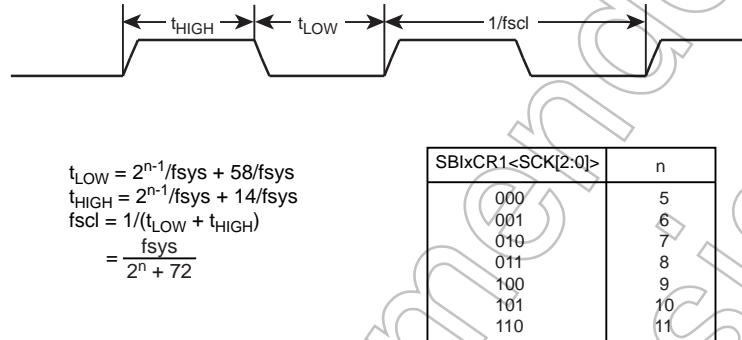 tHIGH tLOW 1/fscl
tLOW = 2^n-1/fsys + 58/fsys
tHIGH = 2^n-1/fsys + 14/fsys
fscl = 1/(tLOW + tHIGH)
= fsys
2^n + 72
SBIxCR1<SCK[2:0]> n
000 5
001 6
010 7
011 8
100 9
101 10
110 11